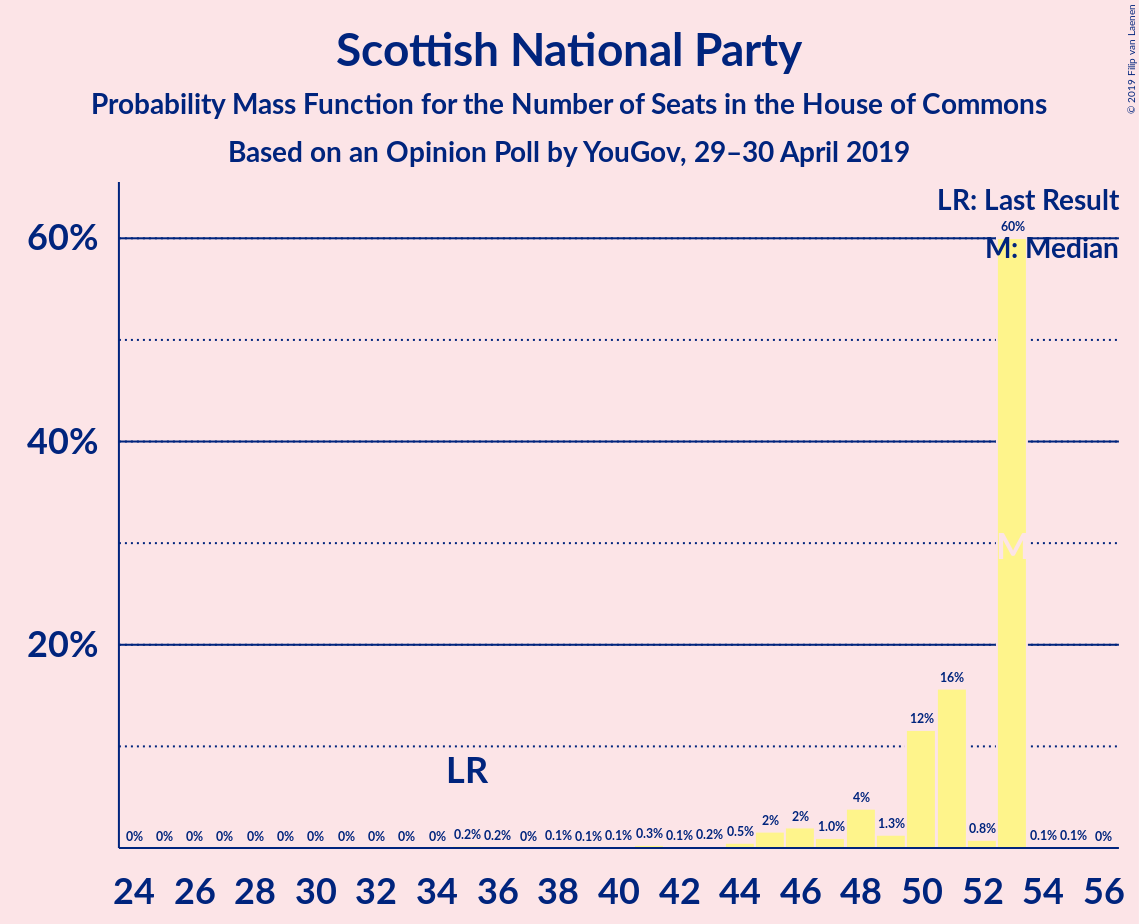 Scottish National Party
Probability Mass Function for the Number of Seats in the House of Commons
Based on an Opinion Poll by YouGov, 29–30 April 2019
© 2019 Filip van Laenen
LR: Last Result
M: Median
60%
40%
20%
60%
16%
12%
4%
2% 2% 1.0% 1.3% 0.8%
LR
M
0% 0% 0% 0% 0% 0% 0% 0% 0% 0% 0% 0.2% 0.2% 0% 0.1% 0.1% 0.1% 0.3% 0.1% 0.2% 0.5% 0.1% 0.1% 0%
24 26 28 30 32 34 36 38 40 42 44 46 48 50 52 54 56